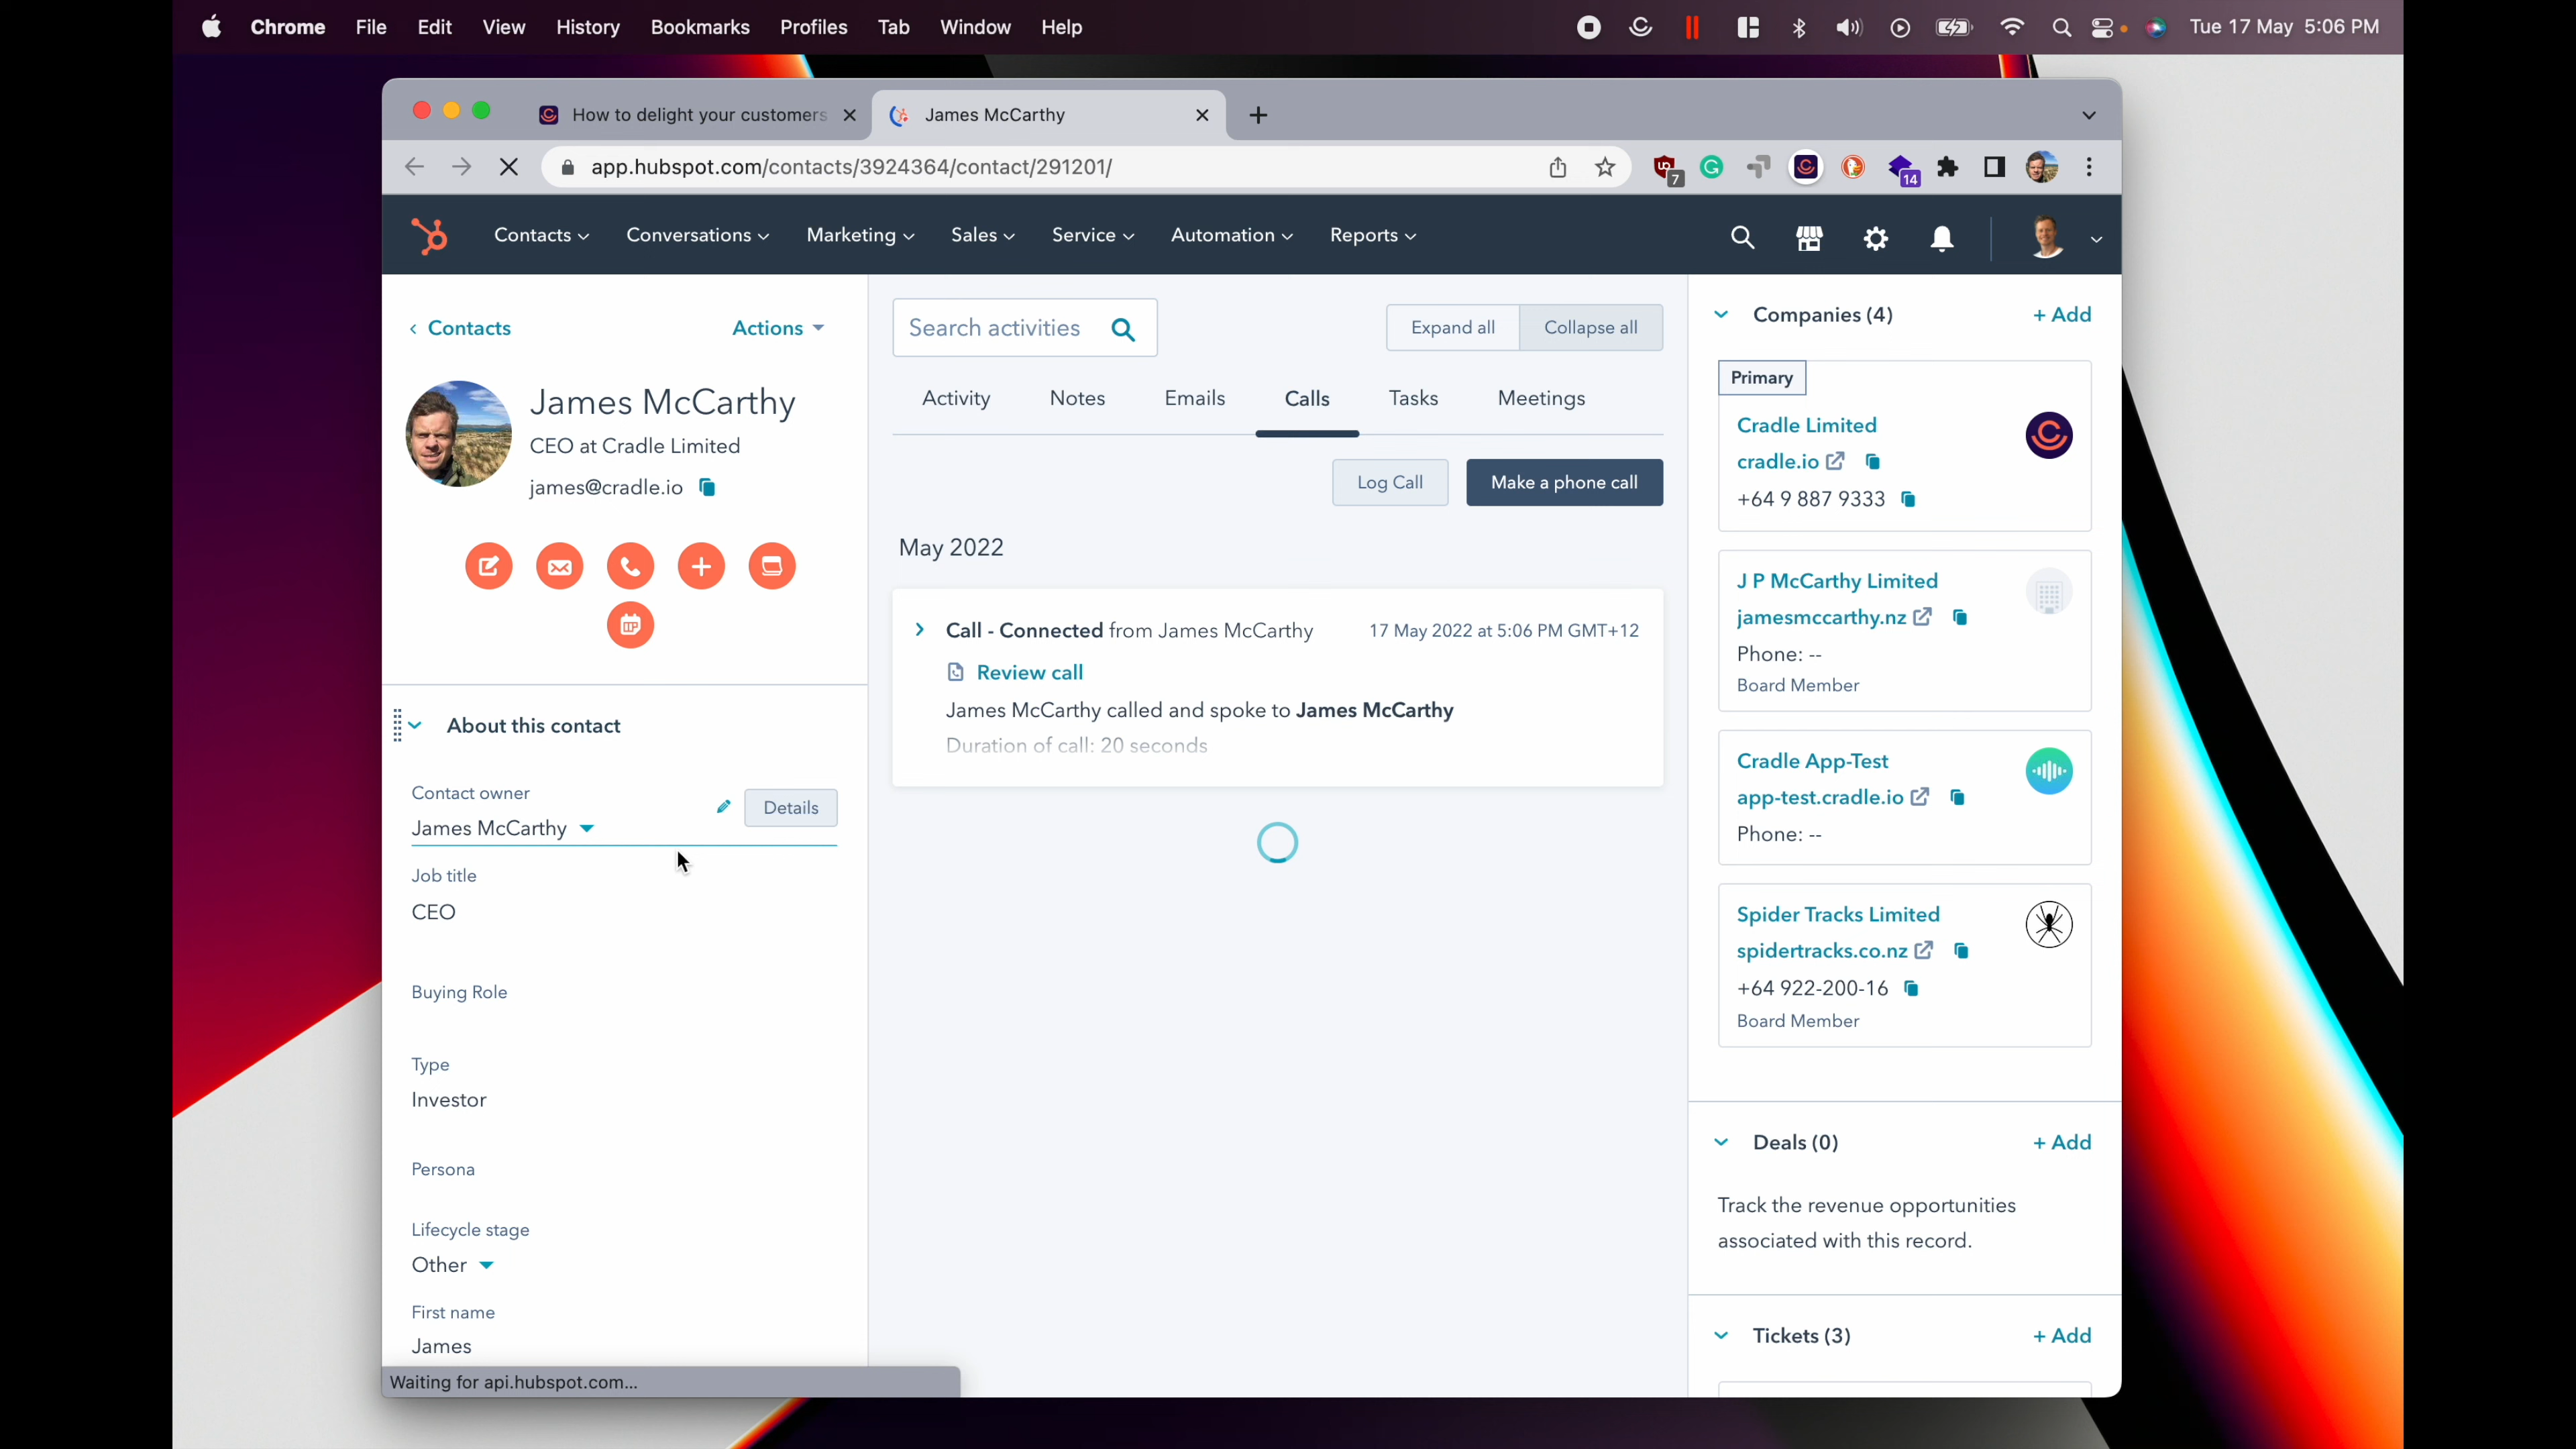 Chrome File Edit View History Bookmarks Profiles Tab Window Help Tue 17 May 5:06 PM
How to delight your customers James McCarthy
app.hubspot.com/contacts/3924364/contact/291201/ 7 14
Contacts Conversations Marketing Sales Service Automation Reports
Contacts Actions
James McCarthy
CEO at Cradle Limited
james@cradle.io
About this contact
Contact owner
James McCarthy
Details
Job title
CEO
Buying Role
Type
Investor
Persona
Lifecycle stage
Other
First name
James
Waiting for api.hubspot.com...
Search activities Expand all Collapse all
Activity Notes Emails Calls Tasks Meetings
Log Call Make a phone call
May 2022
Call - Connected from James McCarthy 17 May 2022 at 5:06 PM GMT+12
Review call
James McCarthy called and spoke to James McCarthy
Duration of call: 20 seconds
Companies (4) + Add
Primary
Cradle Limited
cradle.io
+64 9 887 9333
J P McCarthy Limited
jamesmccarthy.nz
Phone: --
Board Member
Cradle App-Test
app-test.cradle.io
Phone: --
Spider Tracks Limited
spidertracks.co.nz
+64 922-200-16
Board Member
Deals (0) + Add
Track the revenue opportunities
associated with this record.
Tickets (3) + Add